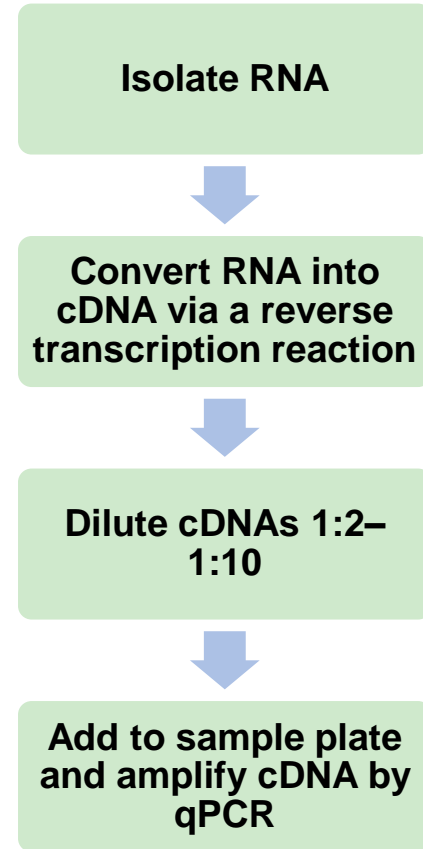 Isolate RNA
Convert RNA into
cDNA via a reverse
transcription reaction
Dilute cDNAs 1:2–
1:10
Add to sample plate
and amplify cDNA by
qPCR